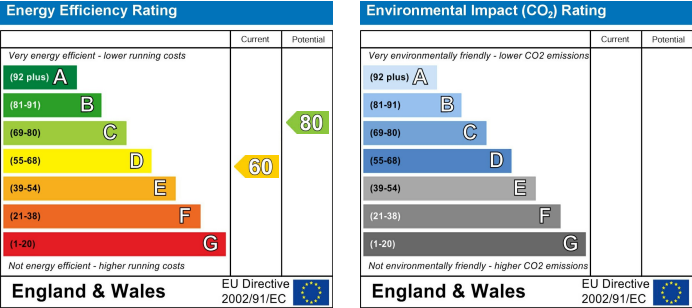 Energy Efficiency Rating
Current Potential
Very energy efficient - lower running costs
(92 plus) A
(81-91) B
(69-80) C
(55-68) D
(39-54) E
(21-38) F
(1-20) G
80
60
Not energy efficient - higher running costs
England & Wales
EU Directive
2002/91/EC
Environmental Impact (CO₂) Rating
Current Potential
Very environmentally friendly - lower CO2 emissions
(92 plus) A
(81-91) B
(69-80) C
(55-68) D
(39-54) E
(21-38) F
(1-20) G
Not environmentally friendly - higher CO2 emissions
England & Wales
EU Directive
2002/91/EC